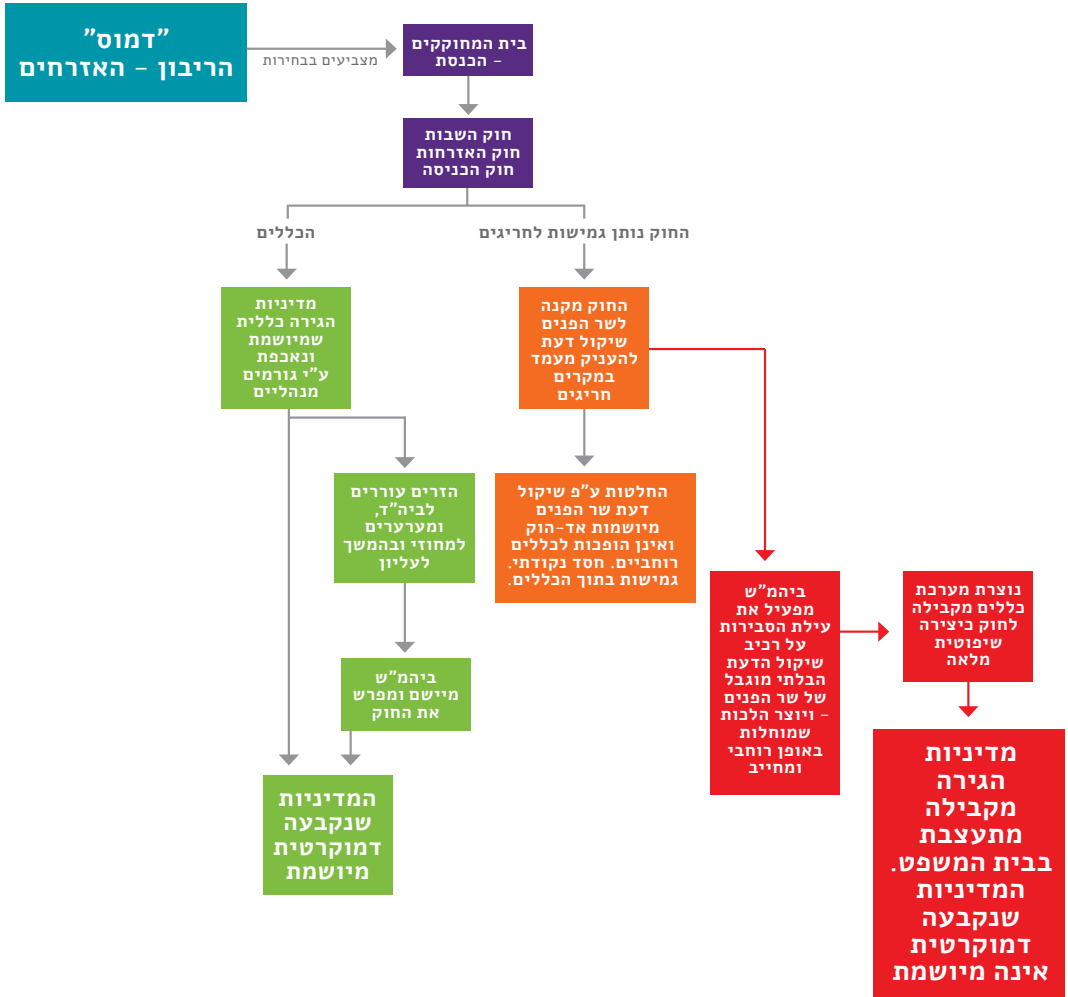 "דמוס"
הריבון – האזרחים
מצביעים בבחירות
בית המחוקקים
– הכנסת
חוק השבות
חוק האזרחות
חוק הכניסה
החוק נותן גמישות לחריגים
הכללים
החוק מקנה
לשר הפנים
שיקול דעת
להעניק מעמד
במקרים
חריגים
מדיניות
הגירה כללית
שמיושמת
ונאכפת
ע"י גורמים
מנהליים
החלטות ע"פ שיקול
דעת שר הפנים
מיושמות אד-הוק
ואינן הופכות לכללים
רוחביים. חסד נקודתי.
גמישות בתוך הכללים.
הזרים עוררים
לביה"ד,
ומערערים
למחוזי ובהמשך
לעליון
נוצרת מערכת
כללים מקבילה
לחוק כיצירה
שיפוטית
מלאה
ביהמ"ש
מפעיל את
עילת הסבירות
על רכיב
שיקול הדעת
הבלתי מוגבל
של שר הפנים
– ויוצר הלכות
שמוחלות
באופן רוחבי
ומחייב
ביהמ"ש
מיישם ומפרש
את החוק
מדיניות
הגירה
מקבילה
מתעצבת
בבית המשפט.
המדיניות
שנקבעה
דמוקרטית
אינה מיושמת
המדיניות
שנקבעה
דמוקרטית
מיושמת